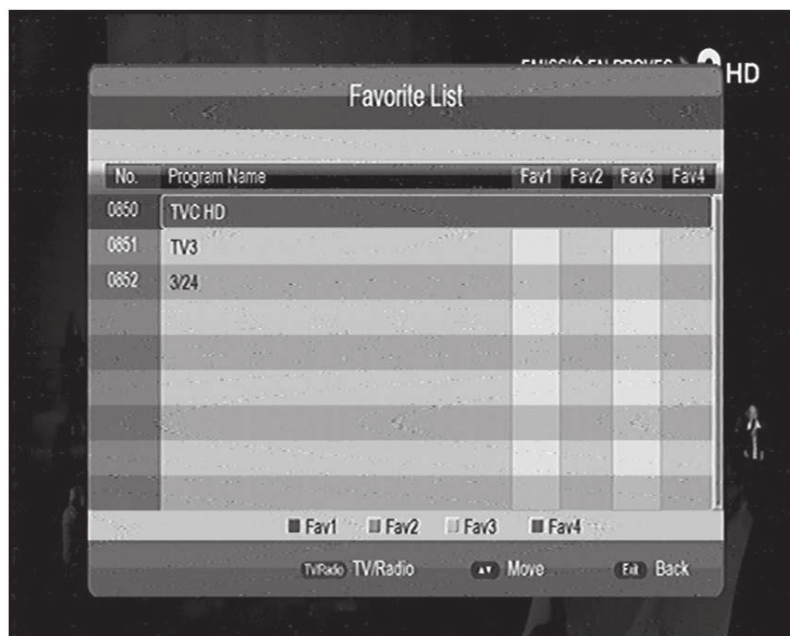 HD
Favorite List
No. Program Name Fav1 Fav2 Fav3 Fav4
0850 TVC HD
0851 TV3
0852 3/24
Fav1 Fav2 Fav3 Fav4
TV/Radio TV/Radio ▲▼ Move Exit Back